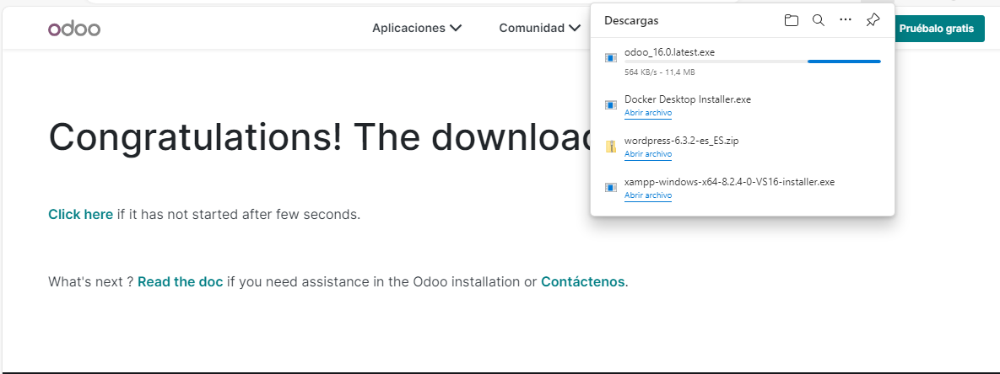 odoo
Aplicaciones
Comunidad
Pruébalo gratis
Descargas
odoo_16.0.latest.exe
564 KB/s - 11,4 MB
Docker Desktop Installer.exe
Abrir archivo
wordpress-6.3.2-es_ES.zip
Abrir archivo
xampp-windows-x64-8.2.4-0-VS16-installer.exe
Abrir archivo
Congratulations! The download
Click here if it has not started after few seconds.
What's next ? Read the doc if you need assistance in the Odoo installation or Contáctenos.